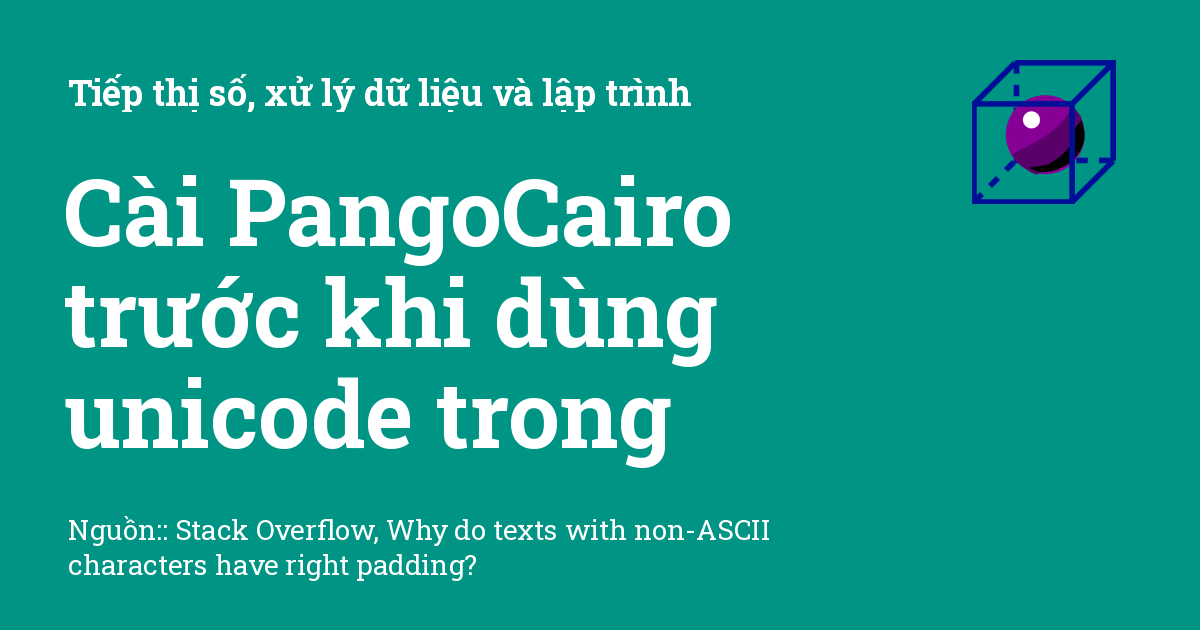 Tiếp thị số, xử lý dữ liệu và lập trình
Cài PangoCairo
trước khi dùng
unicode trong
Nguồn:: Stack Overflow, Why do texts with non-ASCII
characters have right padding?